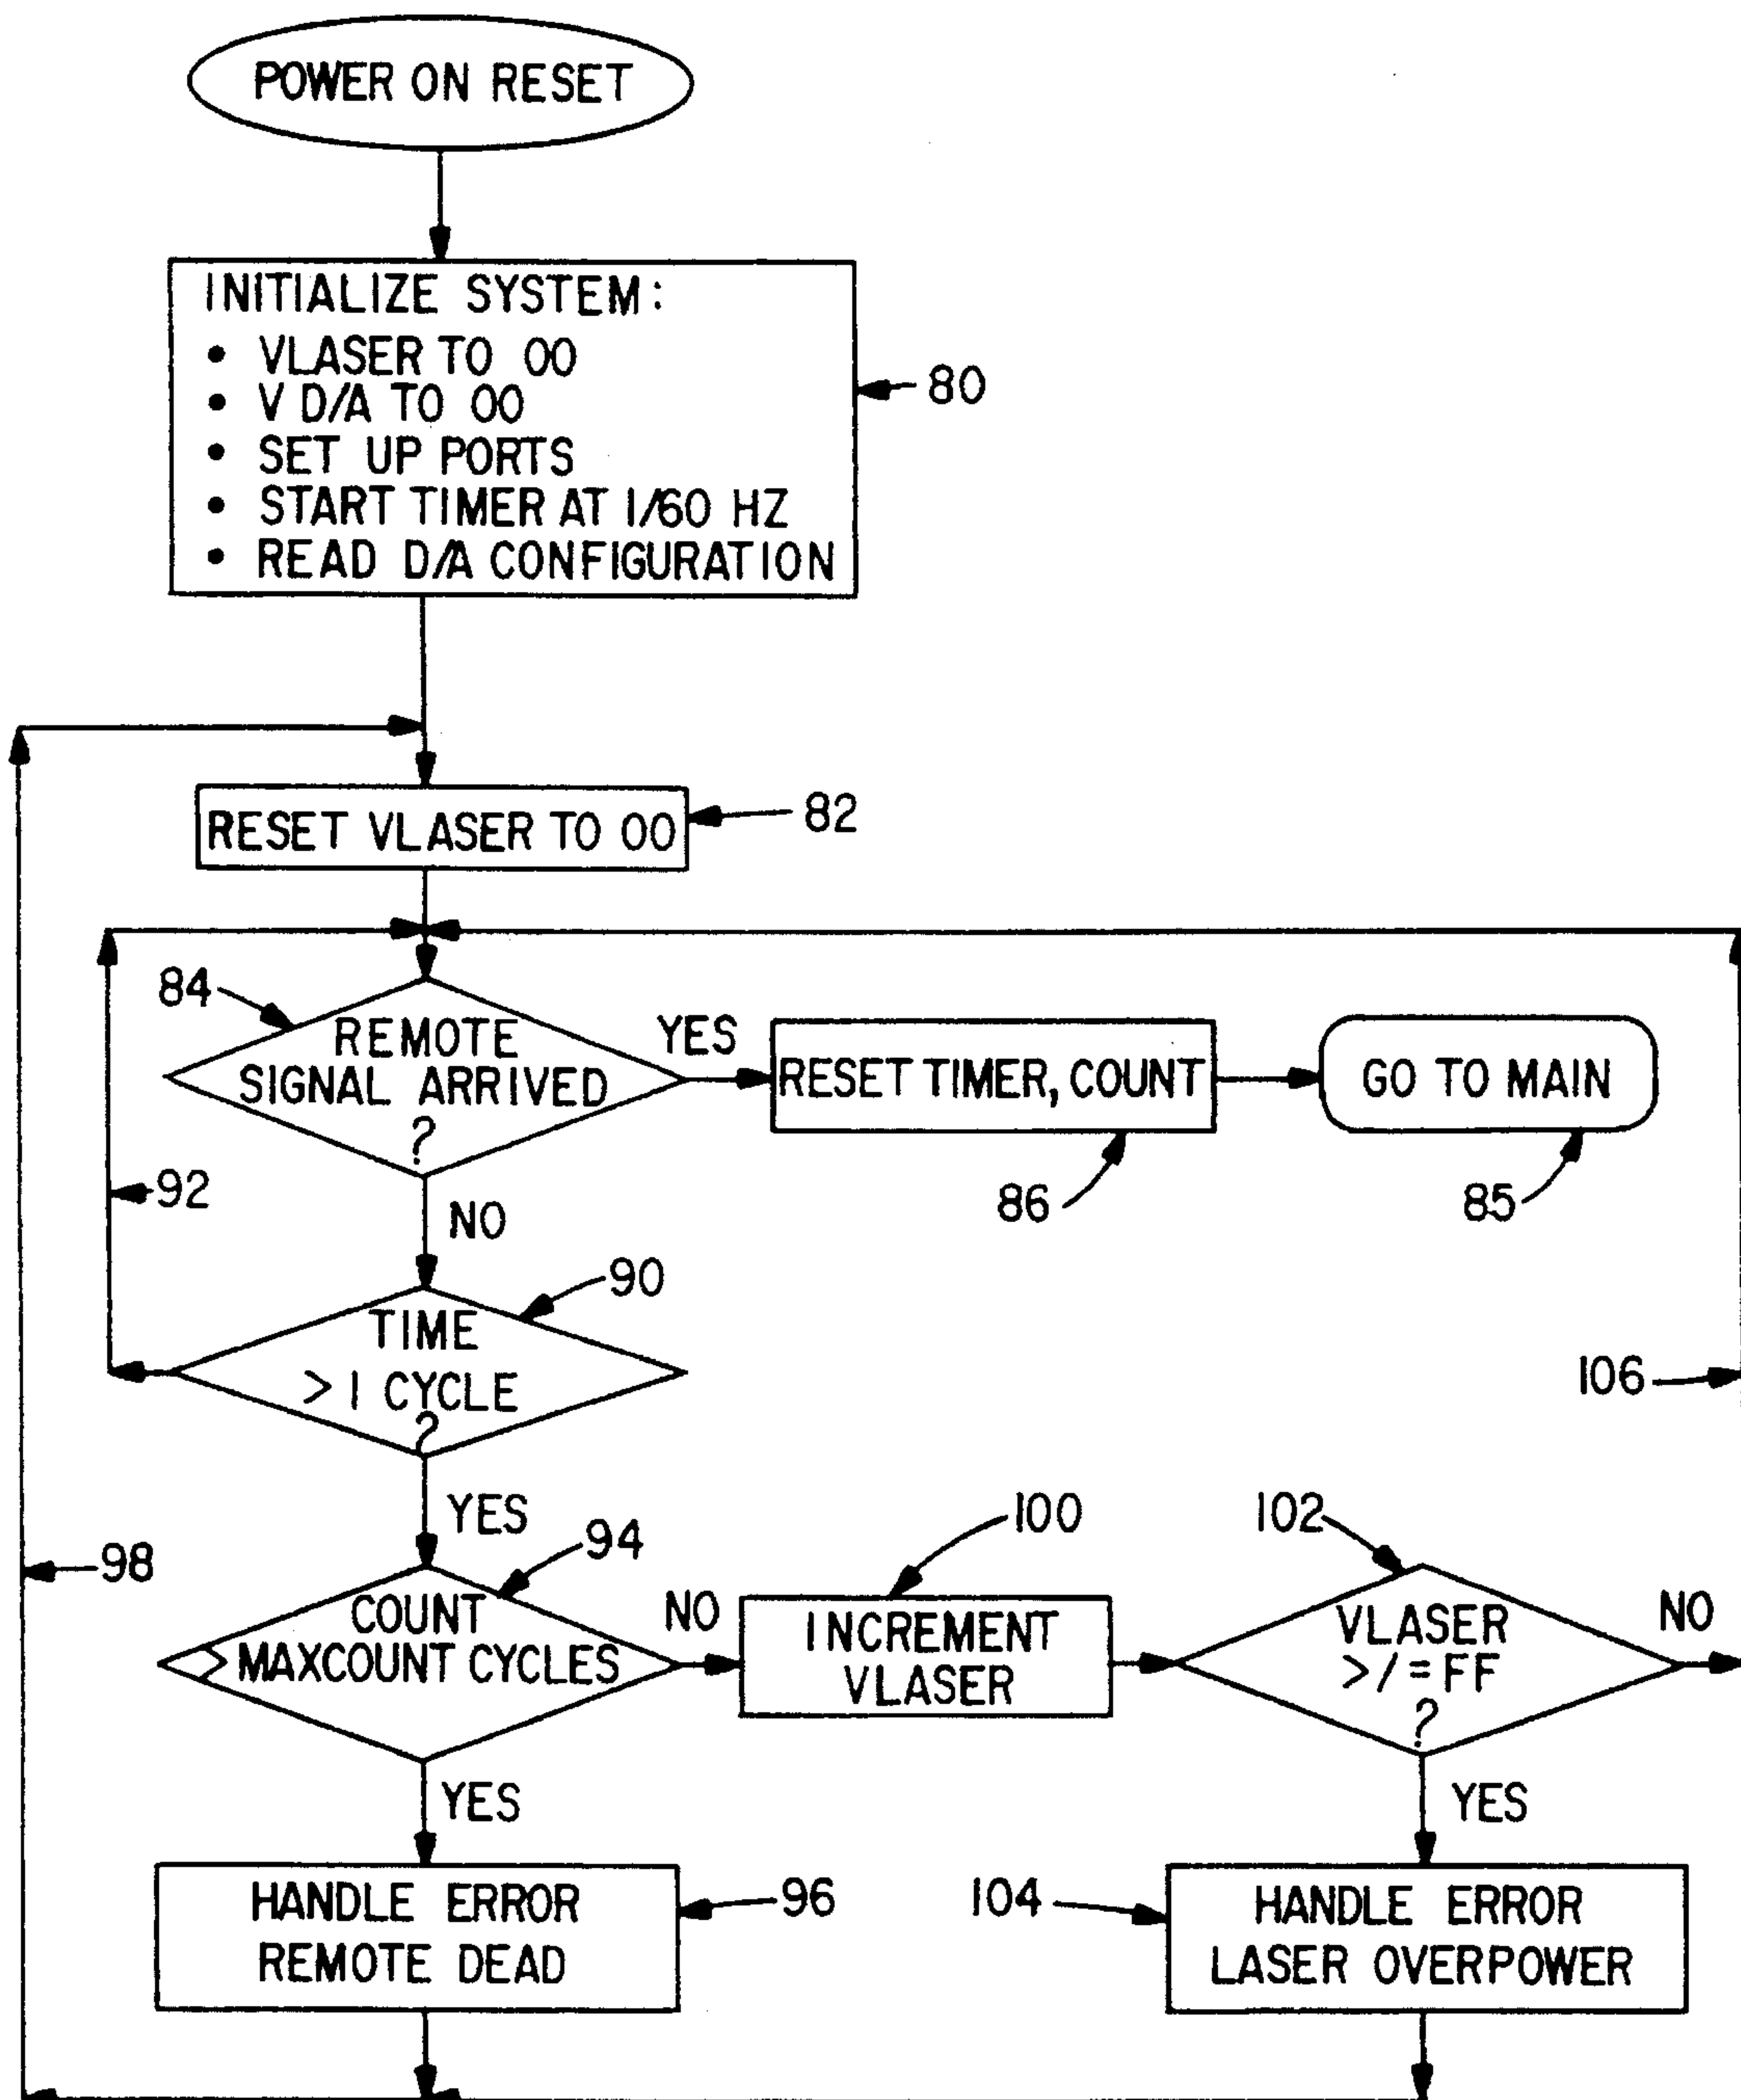 POWER ON RESET
INITIALIZE SYSTEM:
• VLASER TO 00
• V D/A TO 00
• SET UP PORTS
• START TIMER AT 1/60 HZ
• READ D/A CONFIGURATION
80
RESET VLASER TO 00
82
84
REMOTE
SIGNAL ARRIVED
?
YES
RESET TIMER, COUNT
GO TO MAIN
86
85
92
NO
90
TIME
> 1 CYCLE
?
106
YES
94
100
102
98
COUNT
> MAXCOUNT CYCLES
NO
INCREMENT
VLASER
VLASER
>/=FF
?
NO
YES
YES
HANDLE ERROR
REMOTE DEAD
96
104
HANDLE ERROR
LASER OVERPOWER